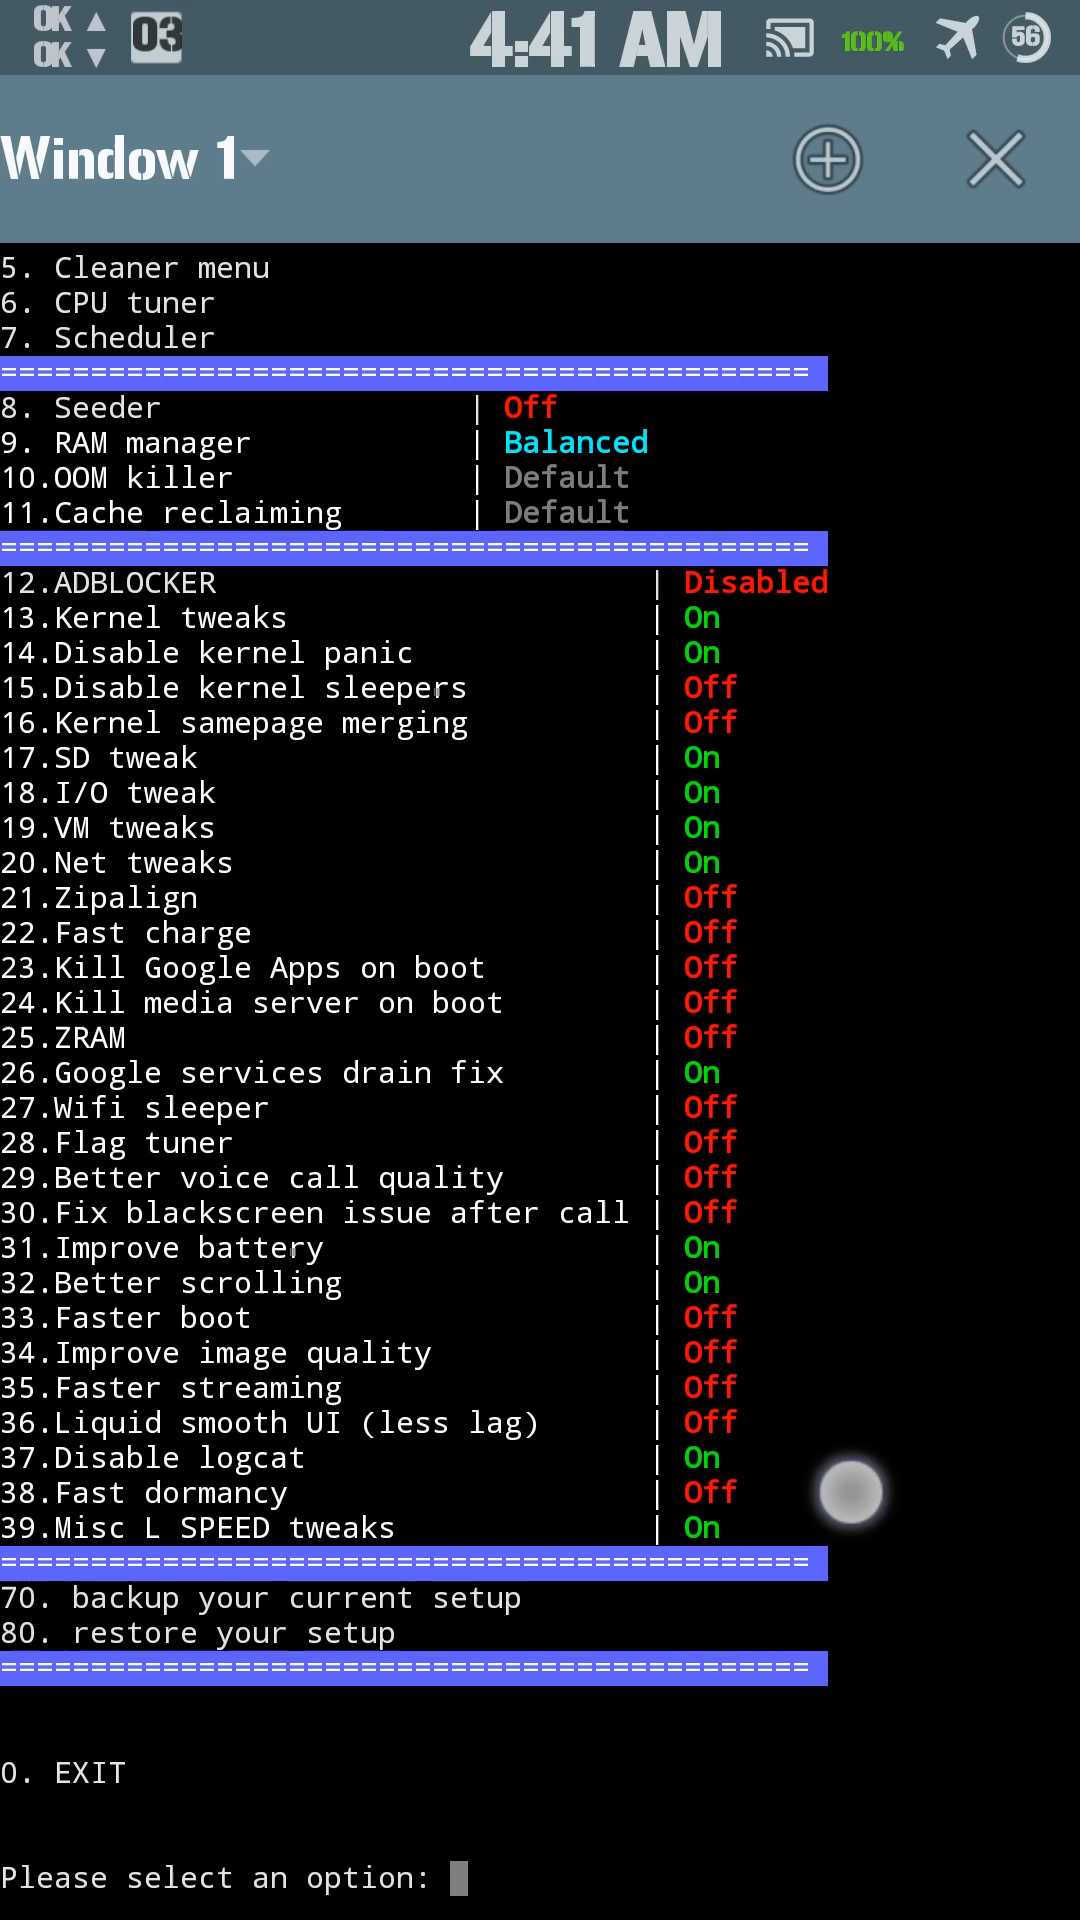 0K ▲ 03 4:41 AM 100% 56
0K ▼
Window 1
5. Cleaner menu
6. CPU tuner
7. Scheduler
=============================================
8. Seeder | Off
9. RAM manager | Balanced
10.OOM killer | Default
11.Cache reclaiming | Default
=============================================
12.ADBLOCKER | Disabled
13.Kernel tweaks | On
14.Disable kernel panic | On
15.Disable kernel sleepers | Off
16.Kernel samepage merging | Off
17.SD tweak | On
18.I/O tweak | On
19.VM tweaks | On
20.Net tweaks | On
21.Zipalign | Off
22.Fast charge | Off
23.Kill Google Apps on boot | Off
24.Kill media server on boot | Off
25.ZRAM | Off
26.Google services drain fix | On
27.Wifi sleeper | Off
28.Flag tuner | Off
29.Better voice call quality | Off
30.Fix blackscreen issue after call | Off
31.Improve battery | On
32.Better scrolling | On
33.Faster boot | Off
34.Improve image quality | Off
35.Faster streaming | Off
36.Liquid smooth UI (less lag) | Off
37.Disable logcat | On
38.Fast dormancy | Off
39.Misc L SPEED tweaks | On
=============================================
70. backup your current setup
80. restore your setup
=============================================
0. EXIT
Please select an option: